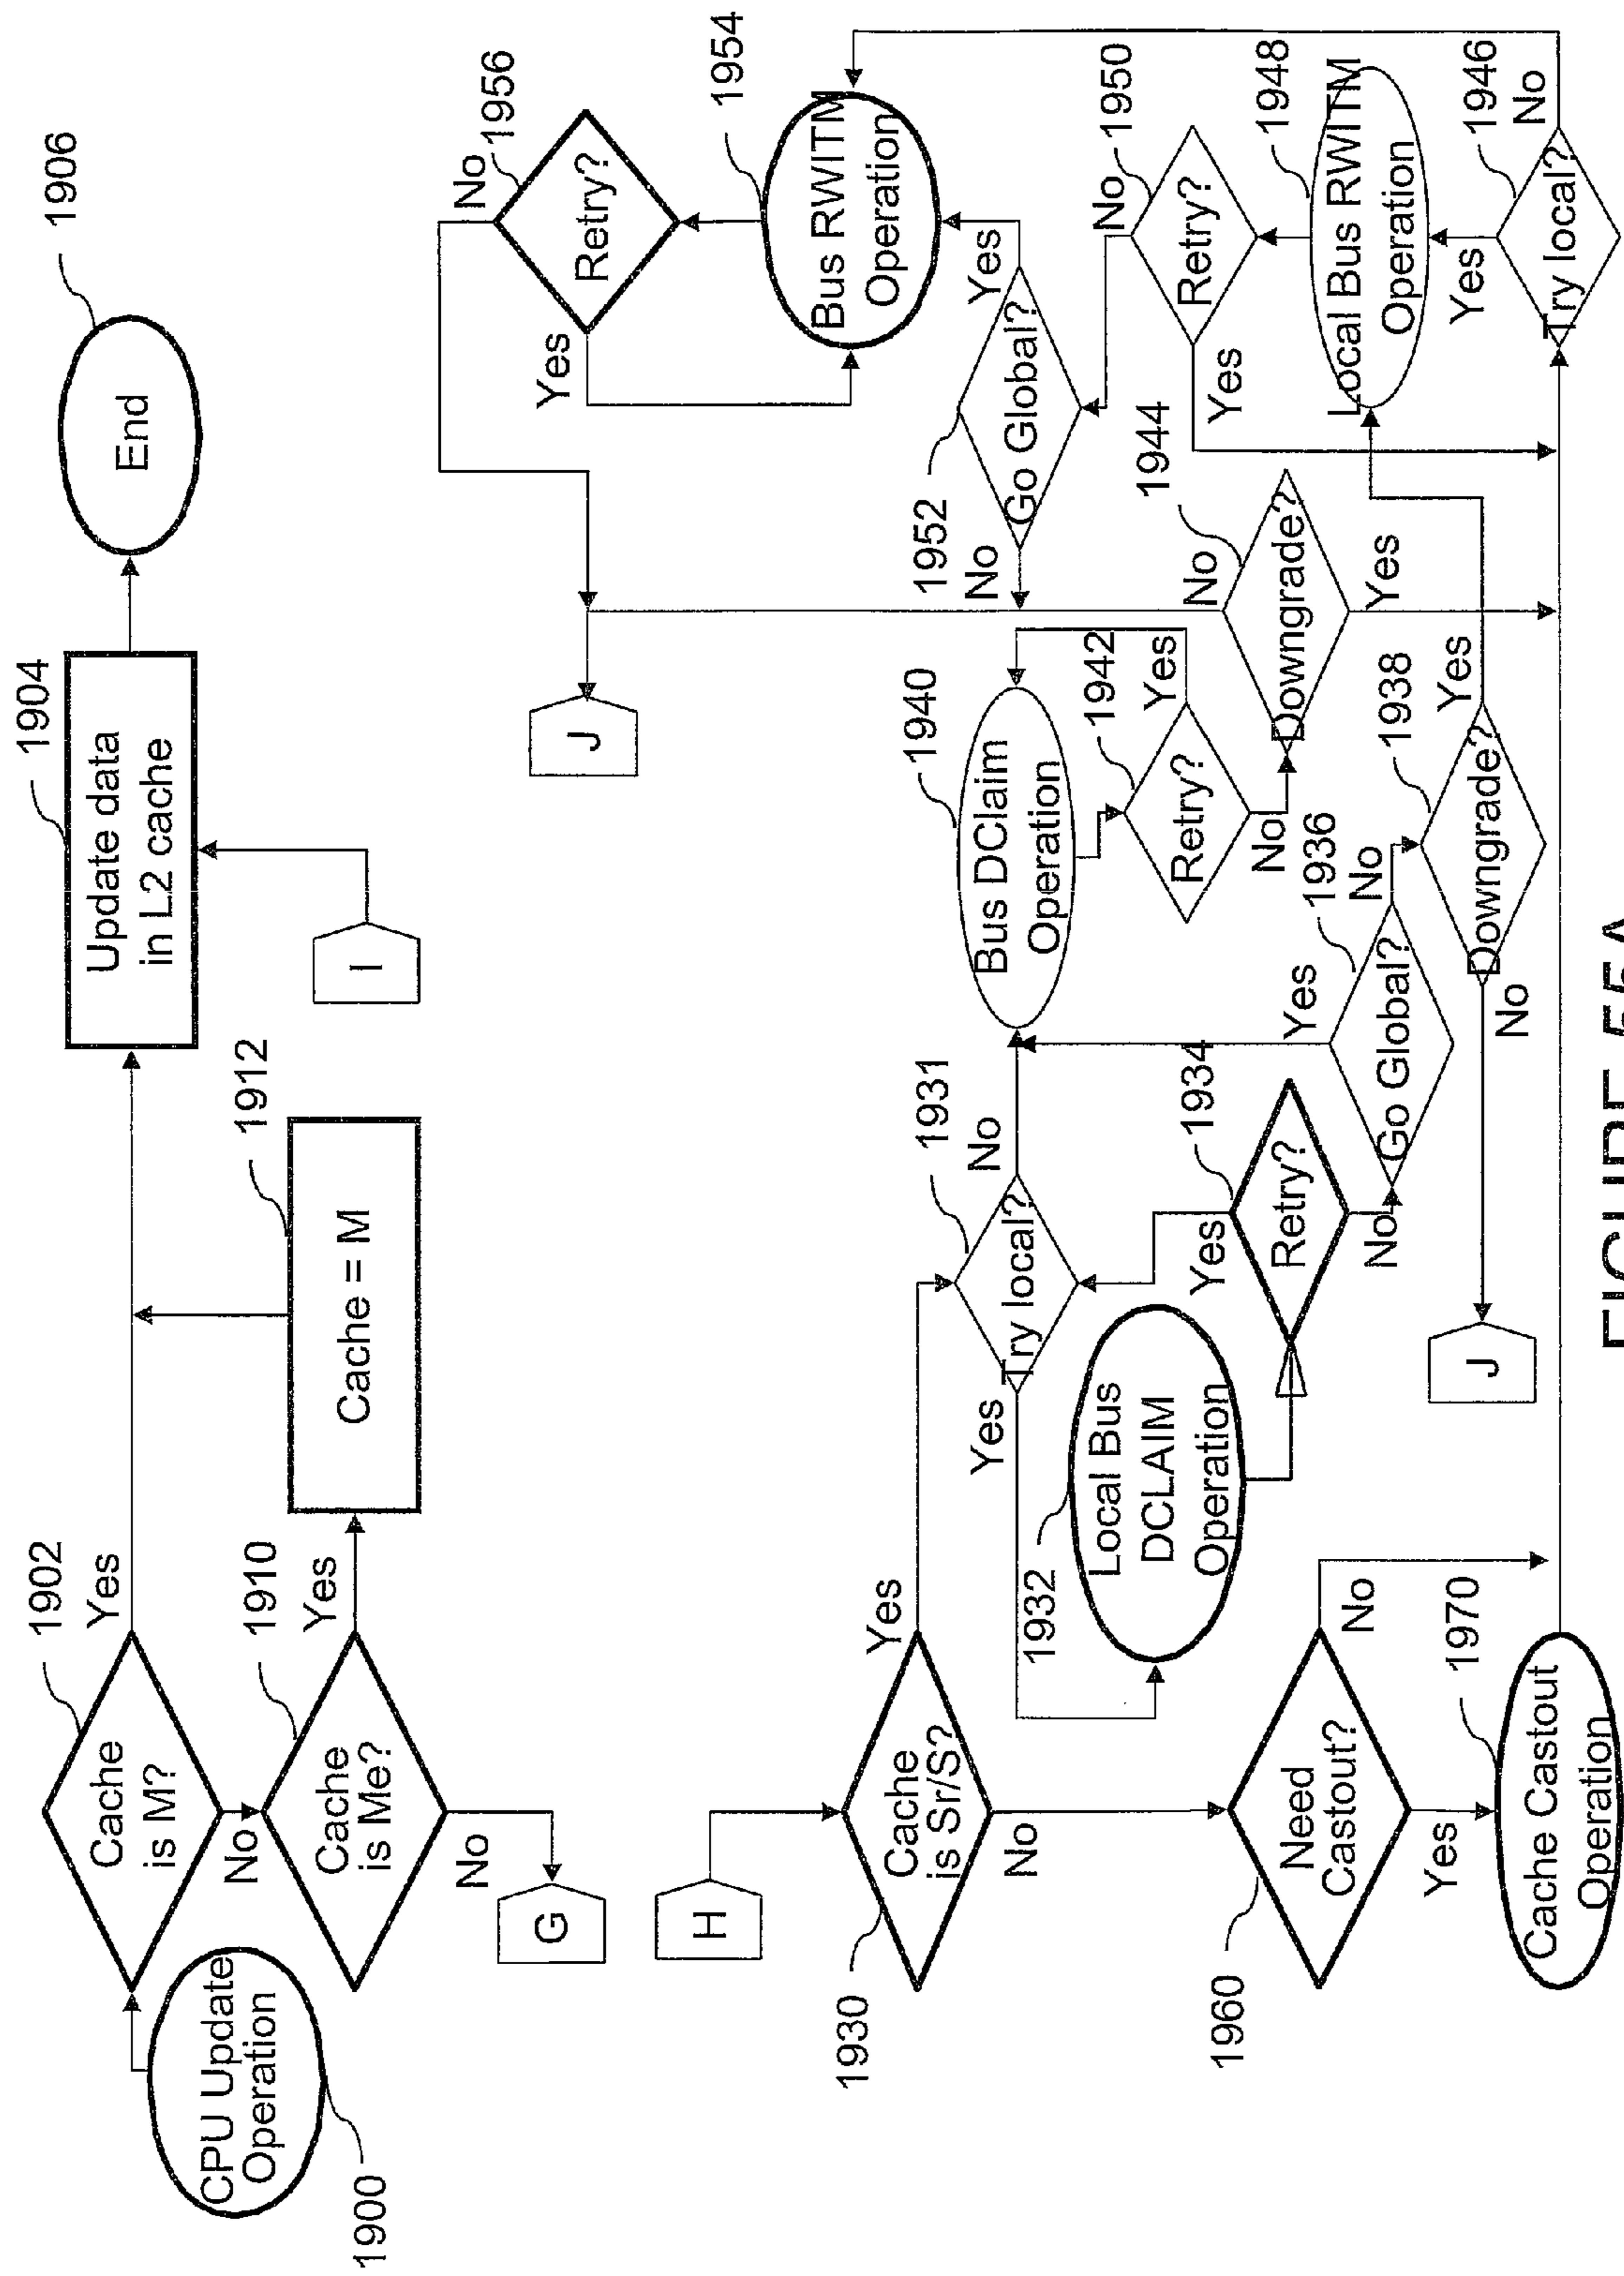 1902
Cache
is M?
Yes
No
CPU Update
Operation
1900
1904
Update data
in L2 cache
1906
End
1910
Cache
is Me?
Yes
No
1912
Cache = M
I
G
H
J
1930
Cache
is Sr/S?
Yes
No
1931
Try local?
No
Yes
1932
Local Bus
DCLAIM
Operation
1934
Retry?
Yes
No
1936
Go Global?
Yes
No
1938
Downgrade?
Yes
No
J
1940
Bus DClaim
Operation
1942
Retry?
Yes
No
1944
Downgrade?
No
Yes
1946
Try local?
No
Yes
1948
Local Bus RWITM
Operation
1950
Retry?
No
Yes
1952
Go Global?
No
Yes
1954
Bus RWITM
Operation
1956
Retry?
No
Yes
1960
Need
Castout?
No
Yes
1970
Cache Castout
Operation